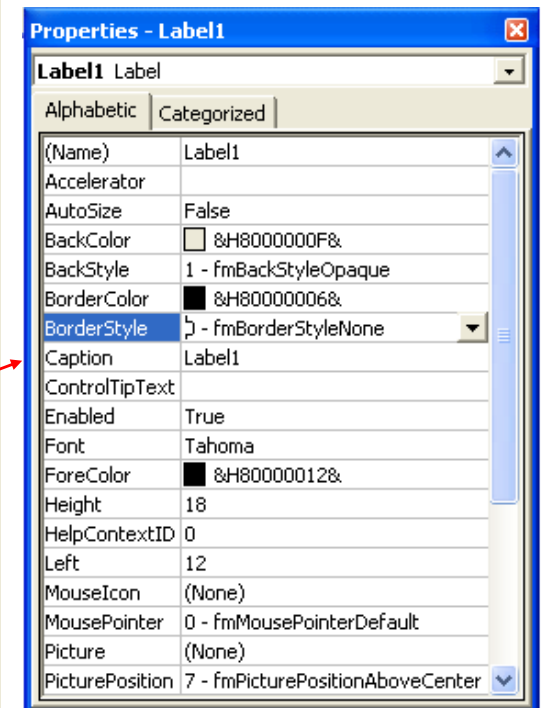 Properties - Label1
Label1 Label
Alphabetic Categorized
(Name) Label1
Accelerator
AutoSize False
BackColor &H8000000F&
BackStyle 1 - fmBackStyleOpaque
BorderColor &H80000006&
BorderStyle 0 - fmBorderStyleNone
Caption Label1
ControlTipText
Enabled True
Font Tahoma
ForeColor &H80000012&
Height 18
HelpContextID 0
Left 12
MouseIcon (None)
MousePointer 0 - fmMousePointerDefault
Picture (None)
PicturePosition 7 - fmPicturePositionAboveCenter